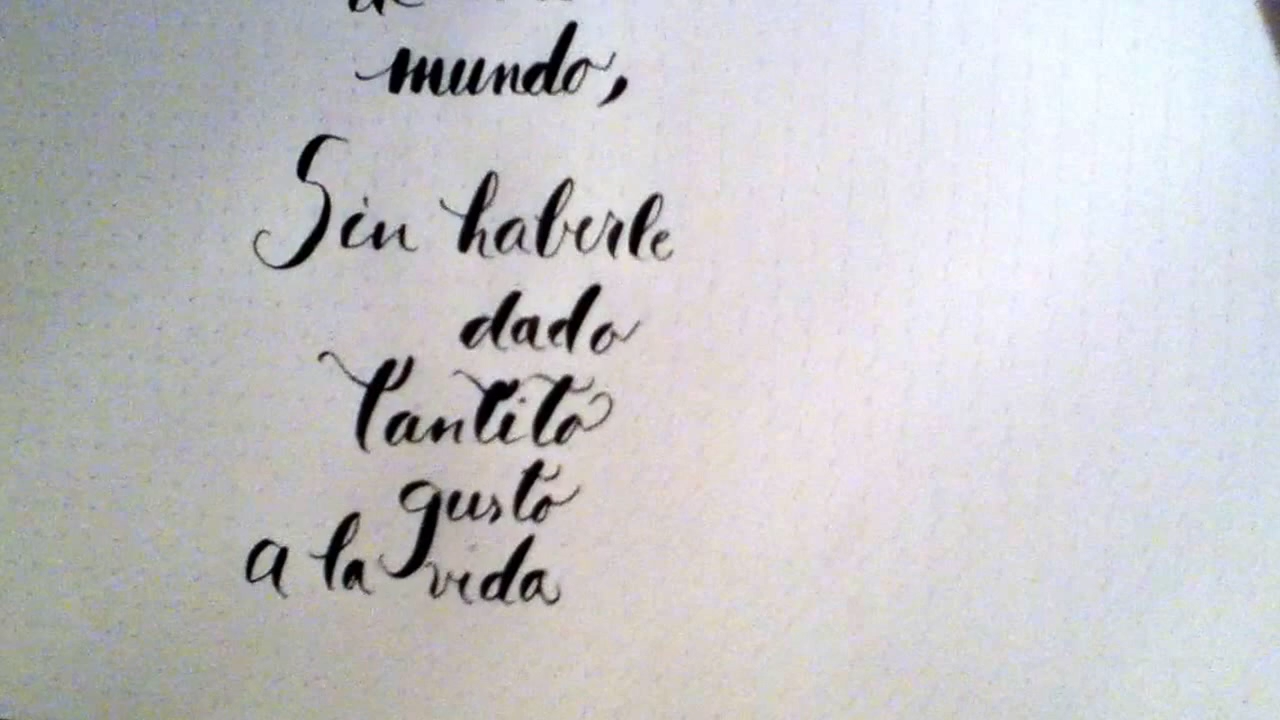 mundo,
Sin haberle
dado
Tantito
gusto
a la vida